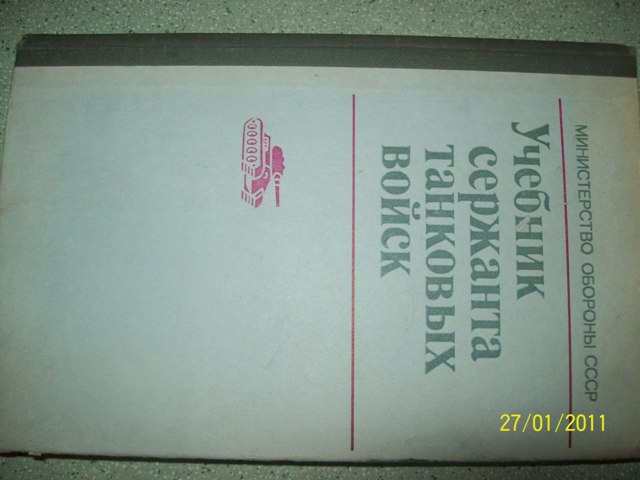 МИНИСТЕРСТВО ОБОРОНЫ СССР
Учебник
сержанта
танковых
войск
27/01/2011